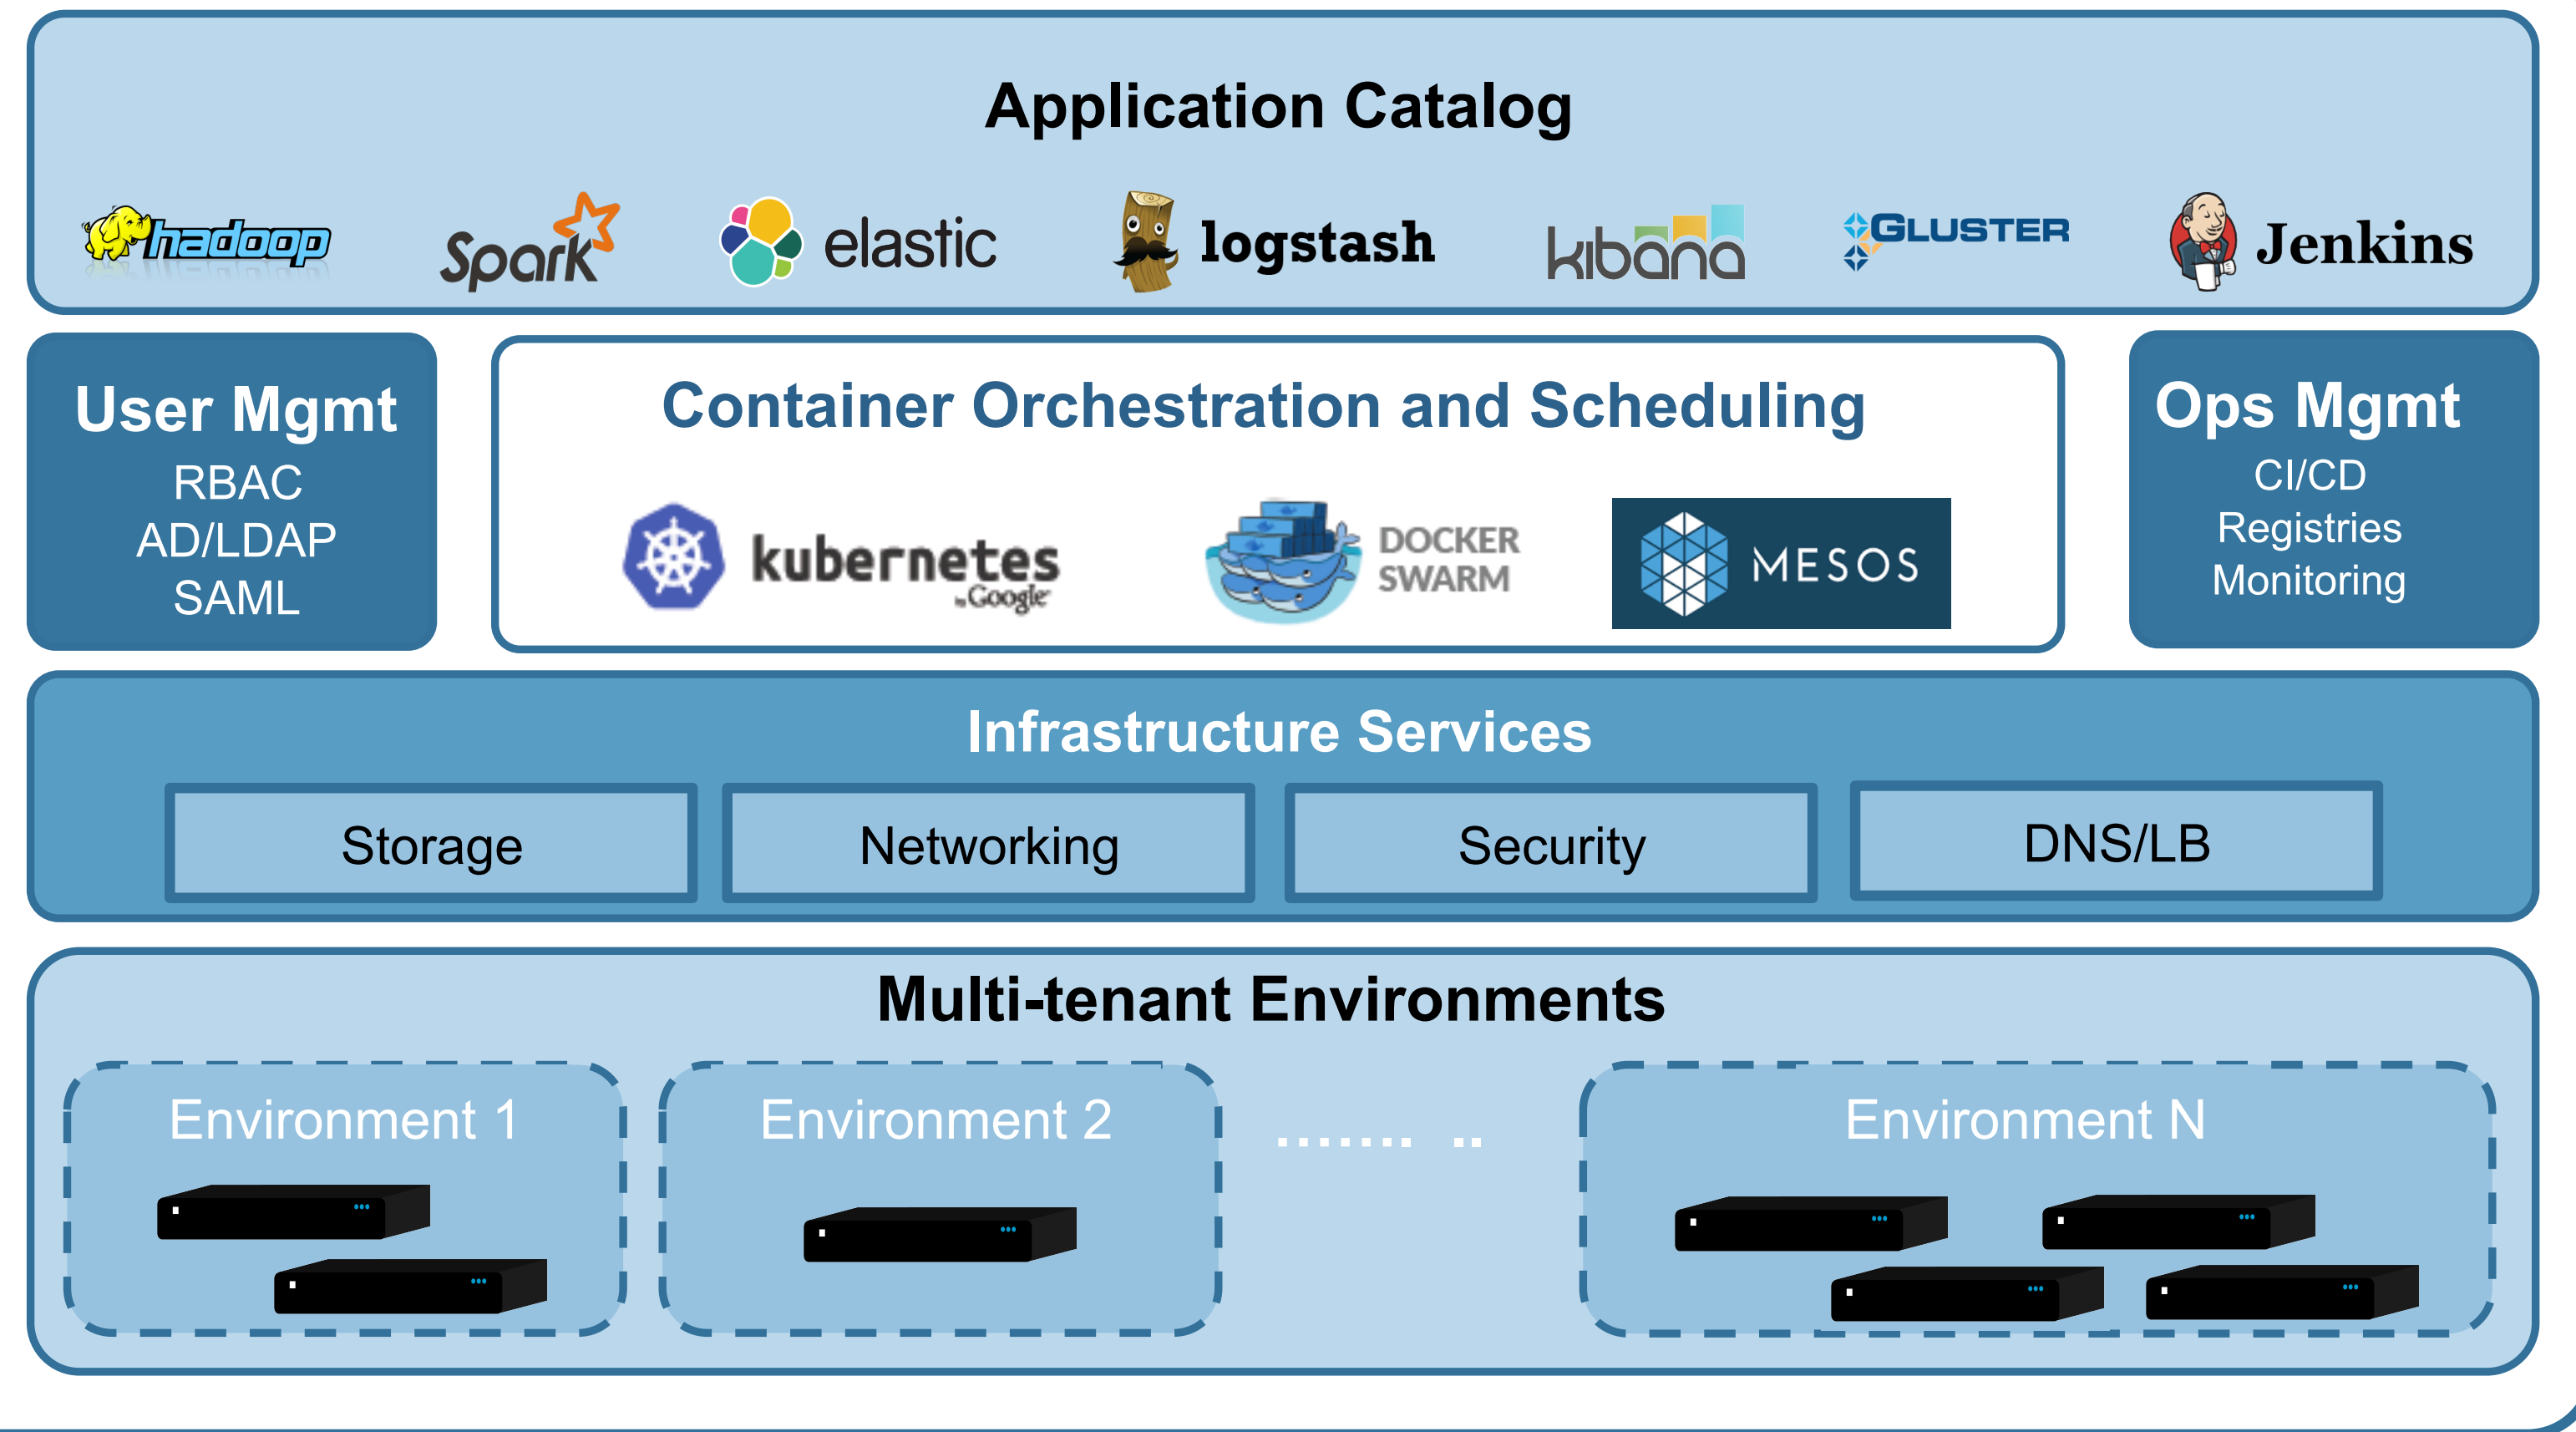 Application Catalog
hadoop
Spark
elastic
logstash
kibana
GLUSTER
Jenkins
User Mgmt
RBAC
AD/LDAP
SAML
Container Orchestration and Scheduling
kubernetes
by Google
DOCKER
SWARM
MESOS
Ops Mgmt
CI/CD
Registries
Monitoring
Infrastructure Services
Storage
Networking
Security
DNS/LB
Multi-tenant Environments
Environment 1
Environment 2
....... ..
Environment N